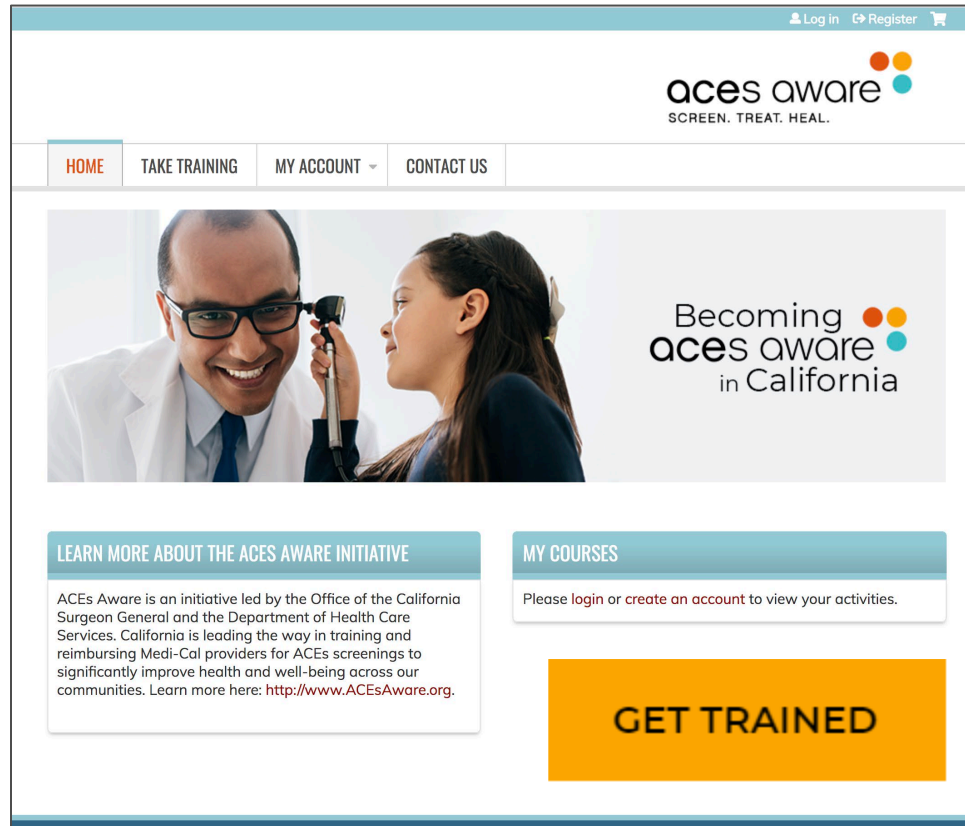 Log in Register
aces aware
SCREEN. TREAT. HEAL.
HOME TAKE TRAINING MY ACCOUNT CONTACT US
Becoming
aces aware
in California
LEARN MORE ABOUT THE ACES AWARE INITIATIVE
ACEs Aware is an initiative led by the Office of the California
Surgeon General and the Department of Health Care
Services. California is leading the way in training and
reimbursing Medi-Cal providers for ACEs screenings to
significantly improve health and well-being across our
communities. Learn more here: http://www.ACEsAware.org.
MY COURSES
Please login or create an account to view your activities.
GET TRAINED